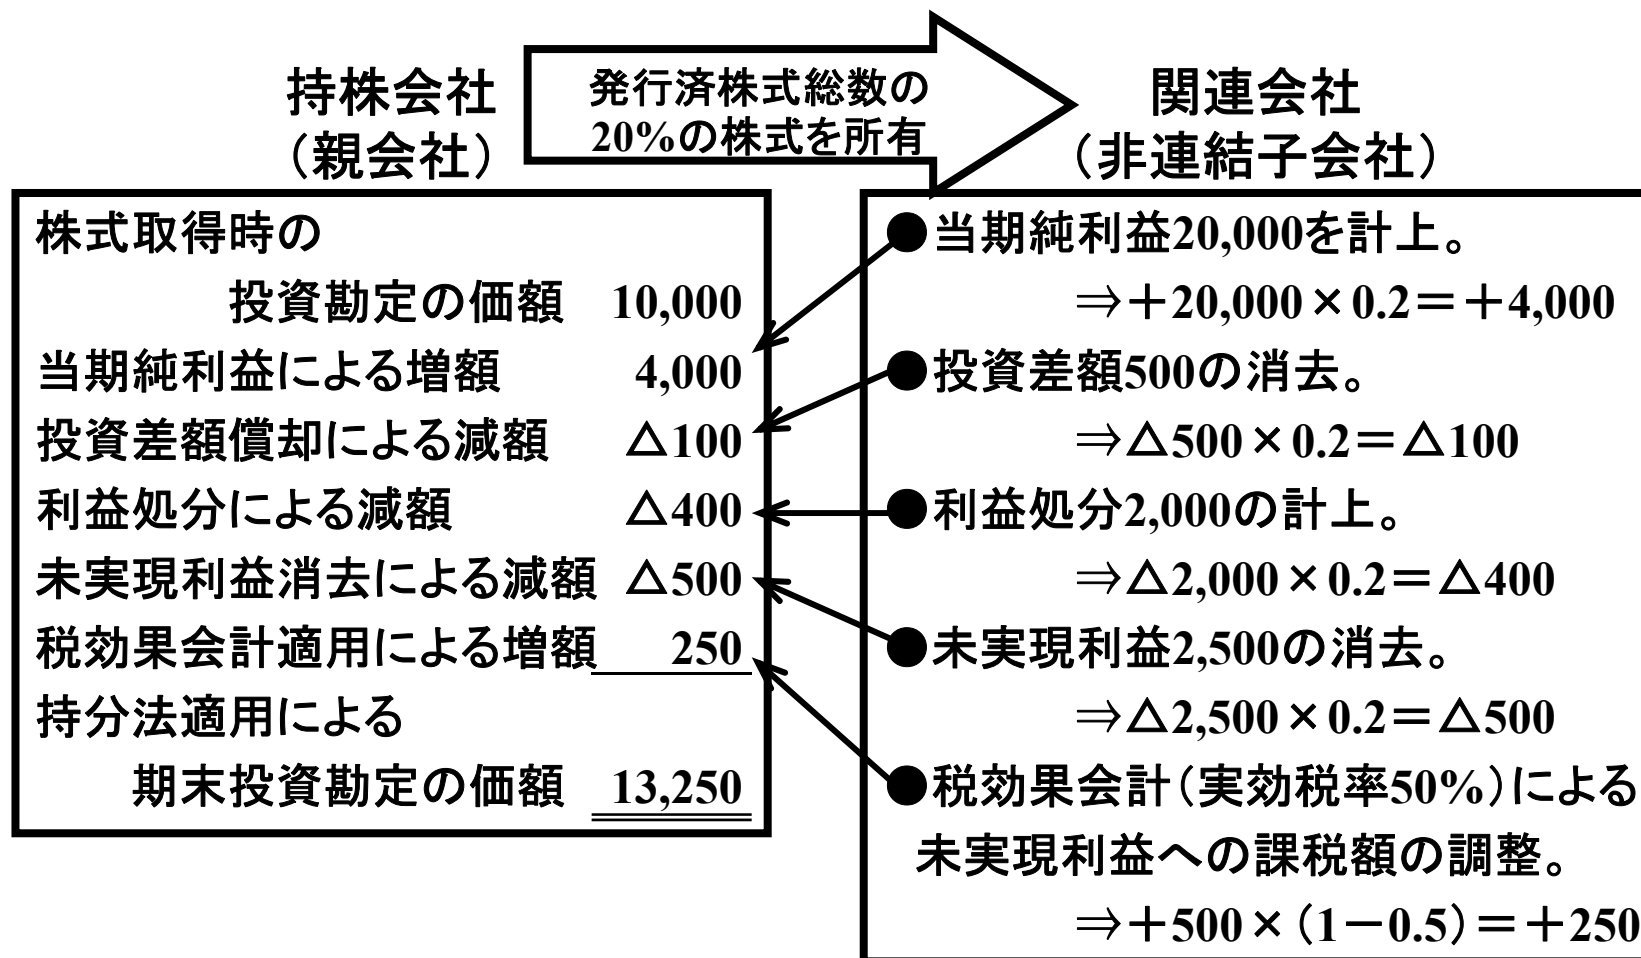 持株会社
（親会社）
発行済株式総数の
20%の株式を所有
関連会社
（非連結子会社）
株式取得時の
投資勘定の価額 10,000
当期純利益による増額 4,000
投資差額償却による減額 △100
利益処分による減額 △400
未実現利益消去による減額 △500
税効果会計適用による増額 250
持分法適用による
期末投資勘定の価額 13,250
●当期純利益20,000を計上。
⇒＋20,000×0.2＝＋4,000
●投資差額500の消去。
⇒△500×0.2＝△100
●利益処分2,000の計上。
⇒△2,000×0.2＝△400
●未実現利益2,500の消去。
⇒△2,500×0.2＝△500
●税効果会計（実効税率50%）による
未実現利益への課税額の調整。
⇒＋500×（1－0.5）＝＋250